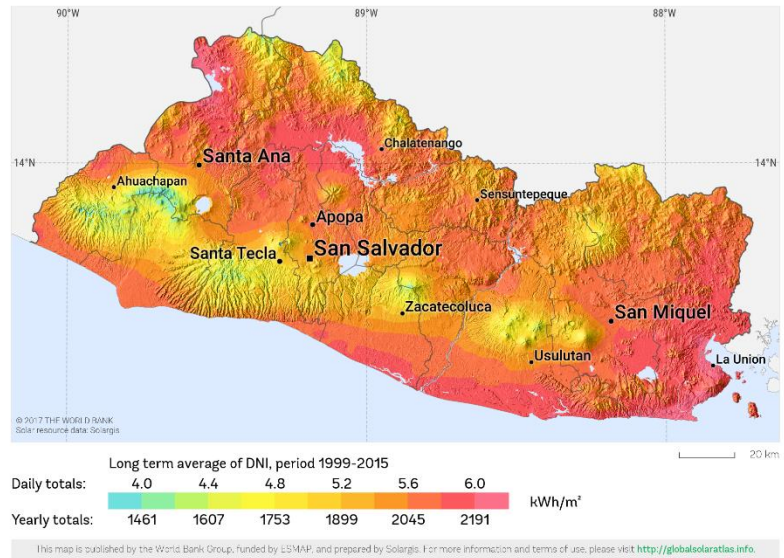 90°W 89°W 88°W
14°N 14°N
Chalatenango
Santa Ana
Ahuachapan
Sensuntepeque
Apopa
San Salvador
Santa Tecla
Zacatecoluca
San Miquel
Usulutan
La Union
© 2017 THE WORLD BANK
Solar resource data: Solargis.
20 km
Long term average of DNI, period 1999-2015
Daily totals: 4.0 4.4 4.8 5.2 5.6 6.0
kWh/m²
Yearly totals: 1461 1607 1753 1899 2045 2191
This map is published by the World Bank Group, funded by ESMAP, and prepared by Solargis. For more information and terms of use, please visit http://globalsolaratlas.info.